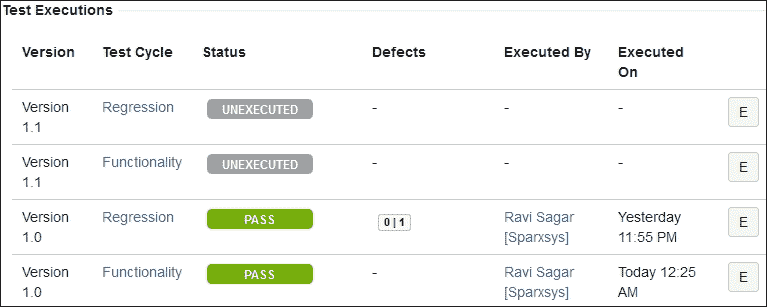 Test Executions
Version Test Cycle Status Defects Executed By Executed
On
Version Regression UNEXECUTED - - - E
1.1
Version Functionality UNEXECUTED - - - E
1.1
Version Regression PASS 0 | 1 Ravi Sagar Yesterday E
1.0 [Sparxsys] 11:55 PM
Version Functionality PASS - Ravi Sagar Today 12:25 E
1.0 [Sparxsys] AM